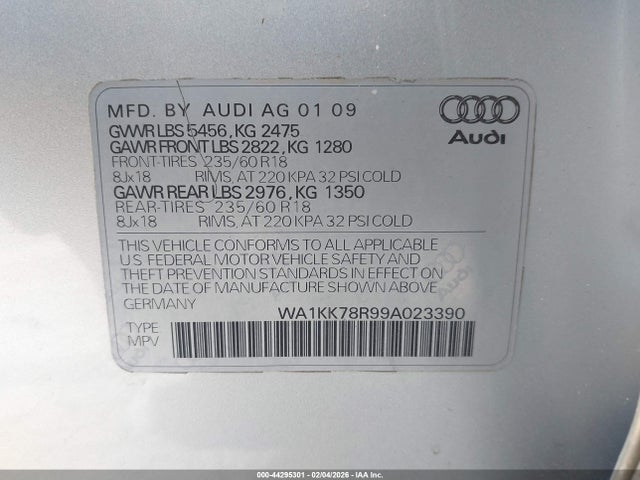 MFD. BY AUDI AG 01 09
GVWR LBS 5456, KG 2475
GAWR FRONT LBS 2822, KG 1280
FRONT-TIRES 235/60 R18
8Jx18 RIMS, AT 220 KPA 32 PSI COLD
GAWR REAR LBS 2976, KG 1350
REAR-TIRES 235/60 R18
8Jx18 RIMS, AT 220 KPA 32 PSI COLD
Audi
THIS VEHICLE CONFORMS TO ALL APPLICABLE
U.S. FEDERAL MOTOR VEHICLE SAFETY AND
THEFT PREVENTION STANDARDS IN EFFECT ON
THE DATE OF MANUFACTURE SHOWN ABOVE
GERMANY WA1KK78R99A023390
TYPE
MPV
000-44295301 - 02/04/2026 - IAA Inc.